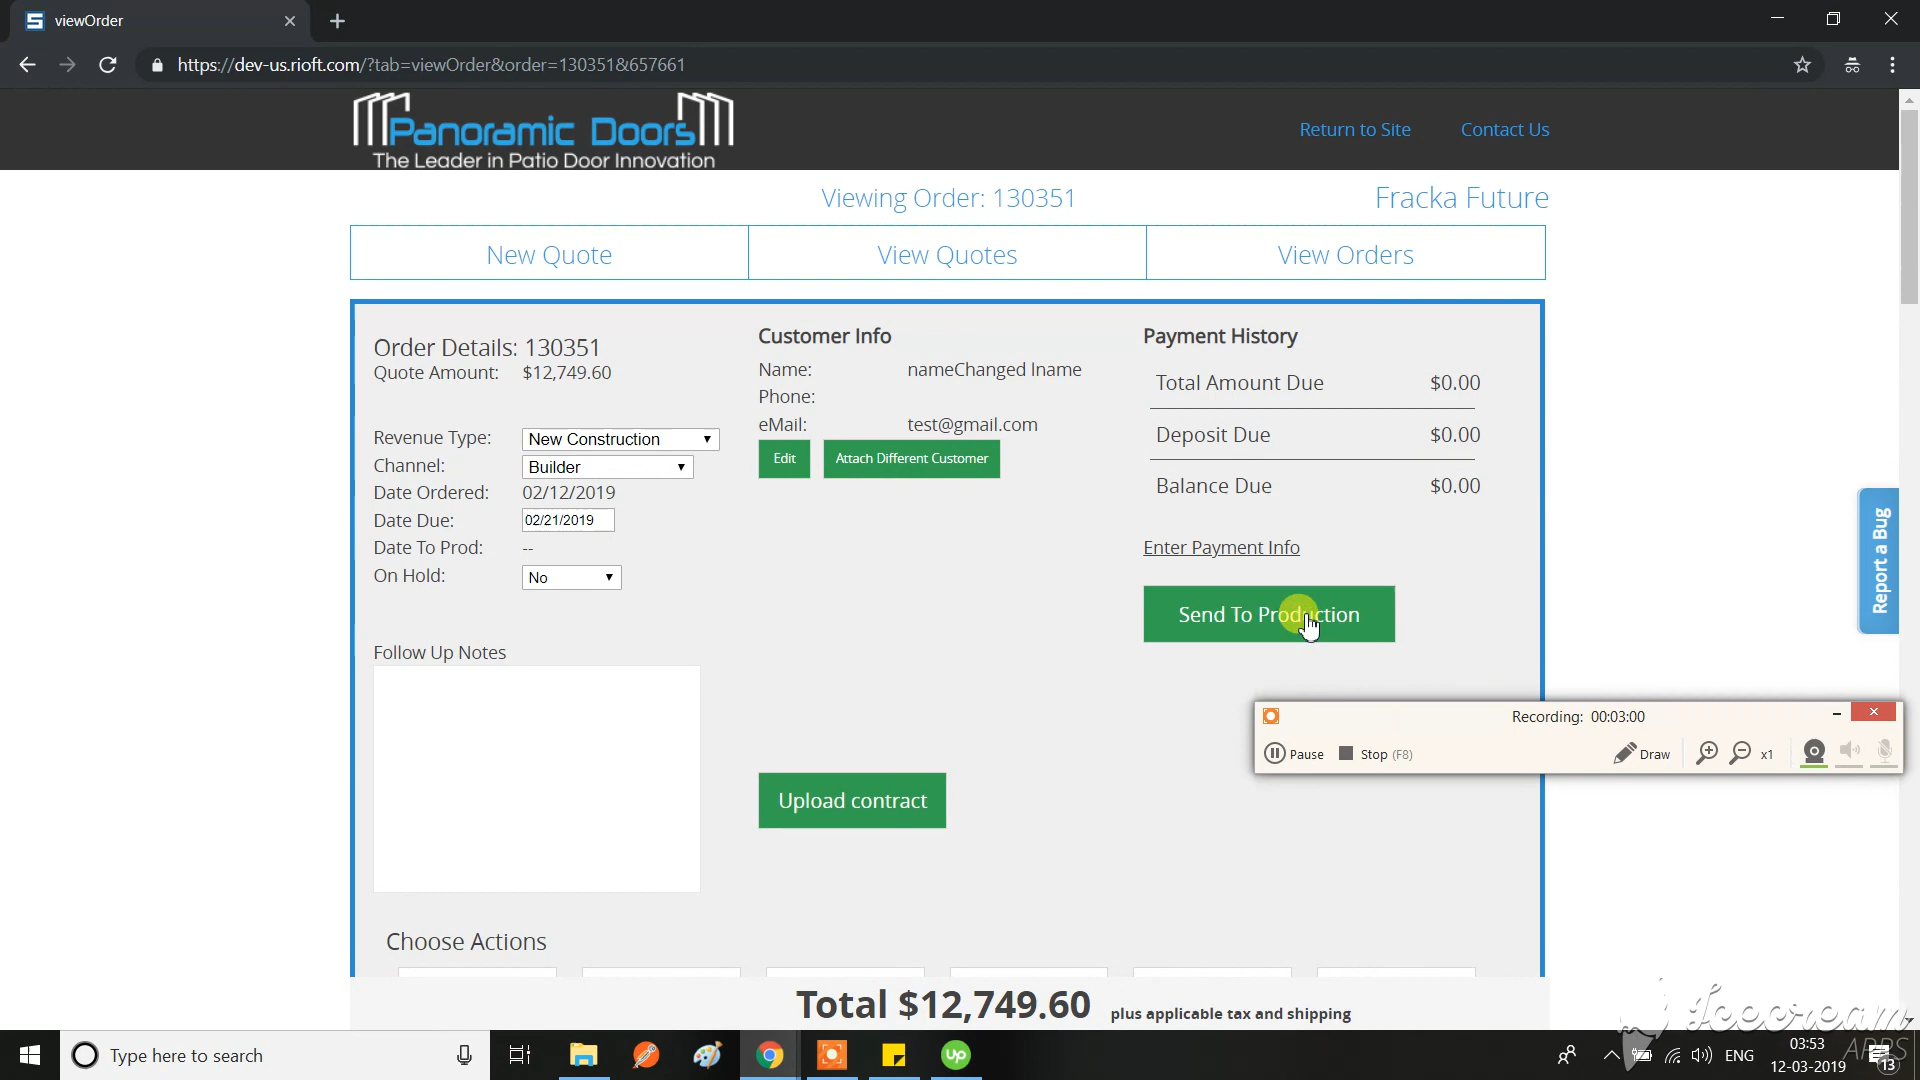 viewOrder
https://dev-us.rioft.com/?tab=viewOrder&order=130351&657661
Panoramic Doors
The Leader in Patio Door Innovation
Return to Site
Contact Us
Viewing Order: 130351
Fracka Future
New Quote
View Quotes
View Orders
Order Details: 130351
Quote Amount: $12,749.60
Revenue Type: New Construction
Channel: Builder
Date Ordered: 02/12/2019
Date Due: 02/21/2019
Date To Prod: --
On Hold: No
Follow Up Notes
Customer Info
Name: nameChanged lname
Phone:
eMail: test@gmail.com
Edit
Attach Different Customer
Upload contract
Payment History
Total Amount Due $0.00
Deposit Due $0.00
Balance Due $0.00
Enter Payment Info
Send To Production
Report a Bug
Recording: 00:03:00
Pause
Stop (F8)
Draw
x1
Choose Actions
Total $12,749.60 plus applicable tax and shipping
Icecream
APPS
Type here to search
up
ENG
03:53
12-03-2019
13